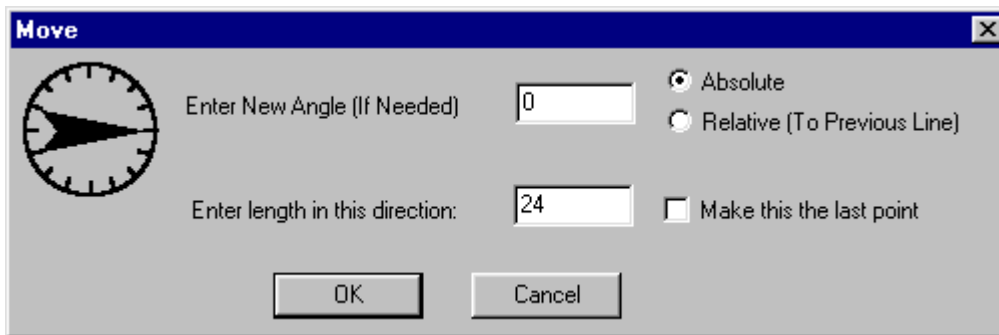 Move
Enter New Angle (If Needed)
0
Absolute
Relative (To Previous Line)
Enter length in this direction:
24
Make this the last point
OK
Cancel